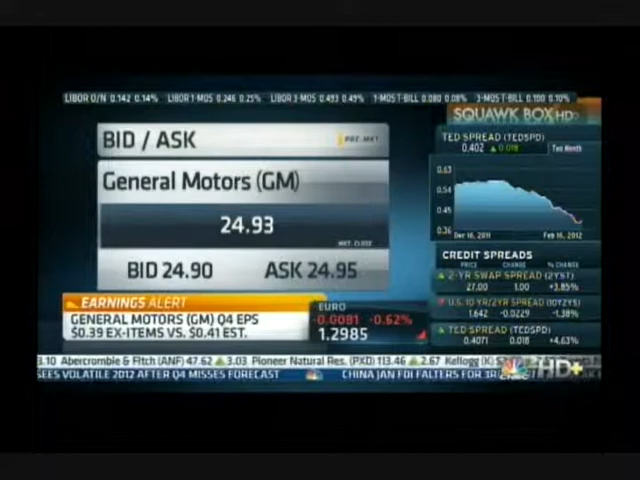 LIBOR O/N 0.142 0.14% LIBOR 1-MOS 0.246 0.25% LIBOR 3-MOS 0.493 0.49% 1-MOS T-BILL 0.080 0.08% 3-MOS T-BILL 0.100 0.10%
SQUAWK BOX HD
BID / ASK
PRE-MKT
General Motors (GM)
24.93
MKT. CLOSE
BID 24.90 ASK 24.95
TED SPREAD (TEDSPD)
0.402 ▲ 0.018 Two Month
0.63
0.54
0.45
0.36
Dec 16, 2011 Feb 16, 2012
CREDIT SPREADS
PRICE CHANGE % CHANGE
▲ 2-YR SWAP SPREAD (2YST)
27.00 1.00 +3.85%
▼ U.S. 10 YR/2YR SPREAD (10Y2YS)
1.642 -0.0229 -1.38%
▲ TED SPREAD (TEDSPD)
0.4071 0.018 +4.63%
EARNINGS ALERT
GENERAL MOTORS (GM) Q4 EPS
$0.39 EX-ITEMS VS. $0.41 EST.
EURO
-0.0081 -0.62%
1.2985
3.10 Abercrombie & Fitch (ANF) 47.62 ▲ 3.03 Pioneer Natural Res. (PXD) 113.46 ▲ 2.67 Kellogg (K)
SEES VOLATILE 2012 AFTER Q4 MISSES FORECAST CHINA JAN FDI FALTERS FOR 3R
CNBC HD+